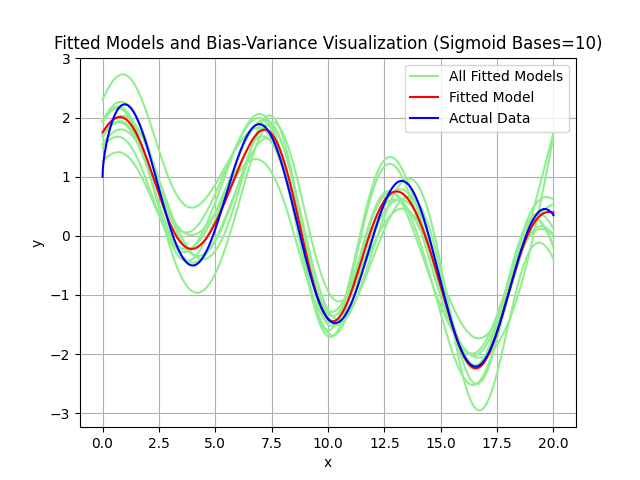 Fitted Models and Bias-Variance Visualization (Sigmoid Bases=10)
All Fitted Models
Fitted Model
Actual Data
y
3
2
1
0
−1
−2
−3
0.0 2.5 5.0 7.5 10.0 12.5 15.0 17.5 20.0
x